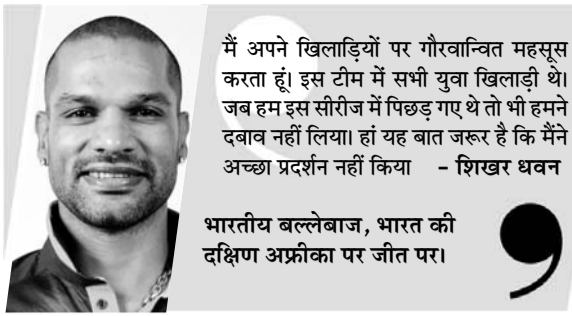 मैं अपने खिलाड़ियों पर गौरवान्वित महसूस
करता हूं। इस टीम में सभी युवा खिलाड़ी थे।
जब हम इस सीरीज में पिछड़ गए थे तो भी हमने
दबाव नहीं लिया। हां यह बात जरूर है कि मैंने
अच्छा प्रदर्शन नहीं किया - शिखर धवन
भारतीय बल्लेबाज, भारत की
दक्षिण अफ्रीका पर जीत पर।